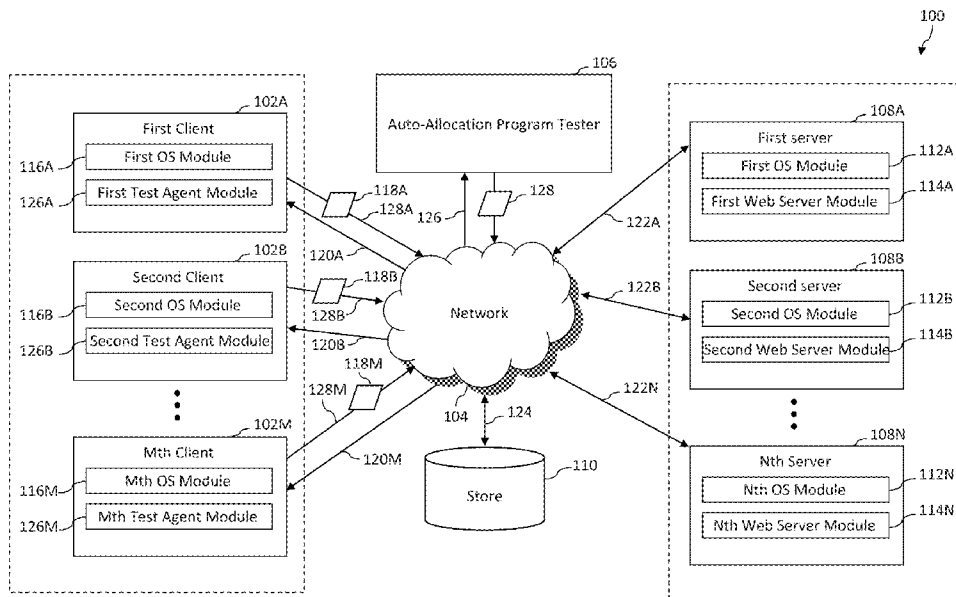 100
106
Auto-Allocation Program Tester
102A
First Client
116A
First OS Module
126A
First Test Agent Module
118A
128A
120A
126
128
108A
First server
First OS Module
112A
First Web Server Module
114A
122A
102B
Second Client
116B
Second OS Module
126B
Second Test Agent Module
118B
128B
120B
Network
104
122B
108B
Second server
Second OS Module
112B
Second Web Server Module
114B
118M
128M
120M
124
122N
102M
Mth Client
116M
Mth OS Module
126M
Mth Test Agent Module
Store
110
108N
Nth Server
Nth OS Module
112N
Nth Web Server Module
114N